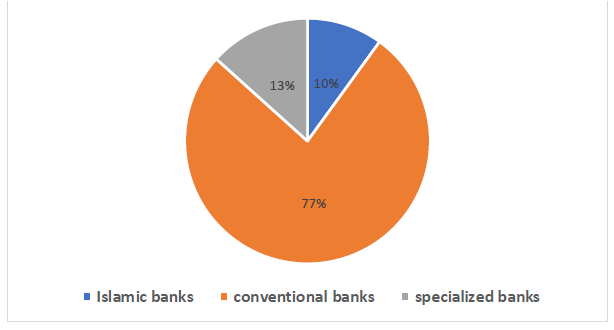 13%
10%
77%
Islamic banks
conventional banks
specialized banks